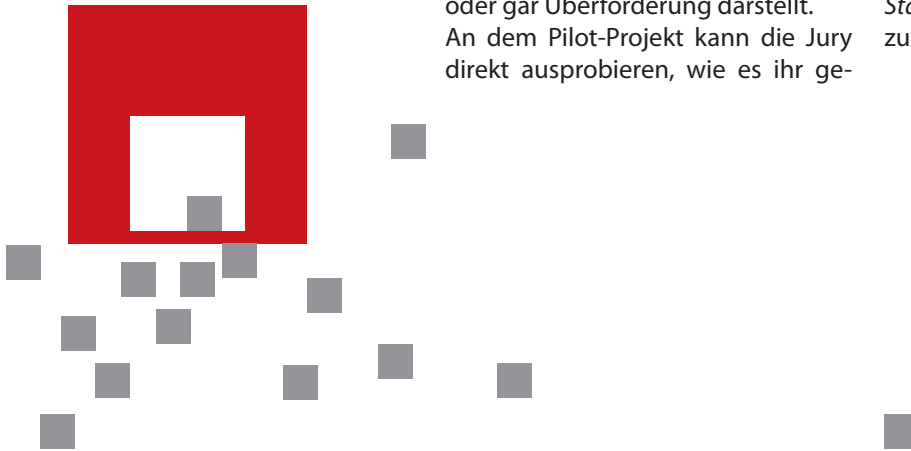 oder gar Überforderung darstellt.
An dem Pilot-Projekt kann die Jury
direkt ausprobieren, wie es ihr ge-
zu